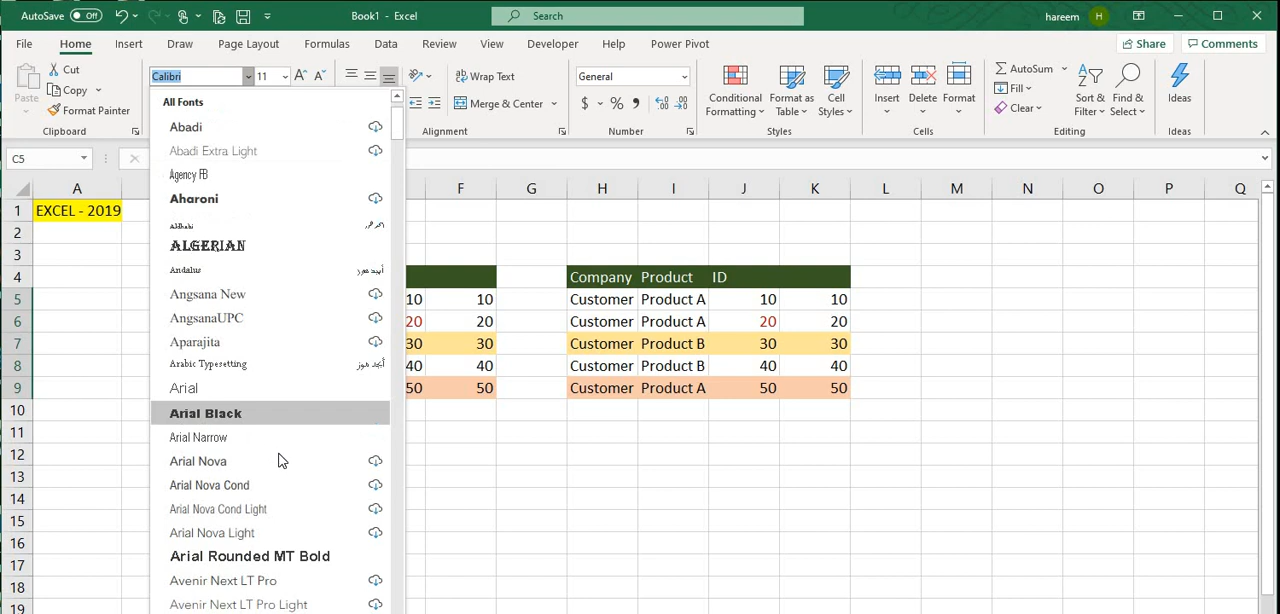 AutoSave Off Book1 - Excel Search hareem H
File Home Insert Draw Page Layout Formulas Data Review View Developer Help Power Pivot Share Comments
Paste Cut Copy Format Painter Clipboard
Calibri 11
Wrap Text Merge & Center Alignment
General $ % , Number
Conditional Formatting Format as Table Cell Styles Styles
Insert Delete Format Cells
AutoSum Fill Clear Sort & Filter Find & Select Editing
Ideas Ideas
C5
All Fonts
Abadi
Abadi Extra Light
Agency FB
Aharoni
Aldhabi
ALGERIAN
Andalus أبجد هوز
Angsana New
AngsanaUPC
Aparajita
Arabic Typesetting أبجد هوز
Arial
Arial Black
Arial Narrow
Arial Nova
Arial Nova Cond
Arial Nova Cond Light
Arial Nova Light
Arial Rounded MT Bold
Avenir Next LT Pro
Avenir Next LT Pro Light
A F G H I J K L M N O P Q
1 EXCEL - 2019
2
3
4 Company Product ID
5 10 10 Customer Product A 10 10
6 20 20 Customer Product A 20 20
7 30 30 Customer Product B 30 30
8 40 40 Customer Product B 40 40
9 50 50 Customer Product A 50 50
10
11
12
13
14
15
16
17
18
19